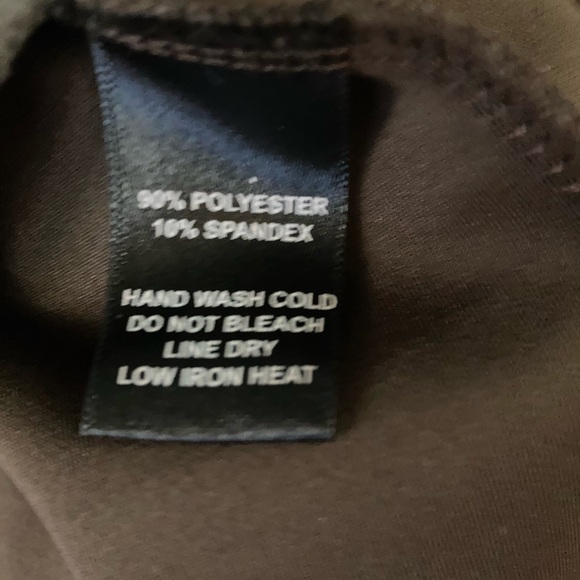 90% POLYESTER
10% SPANDEX
HAND WASH COLD
DO NOT BLEACH
LINE DRY
LOW IRON HEAT